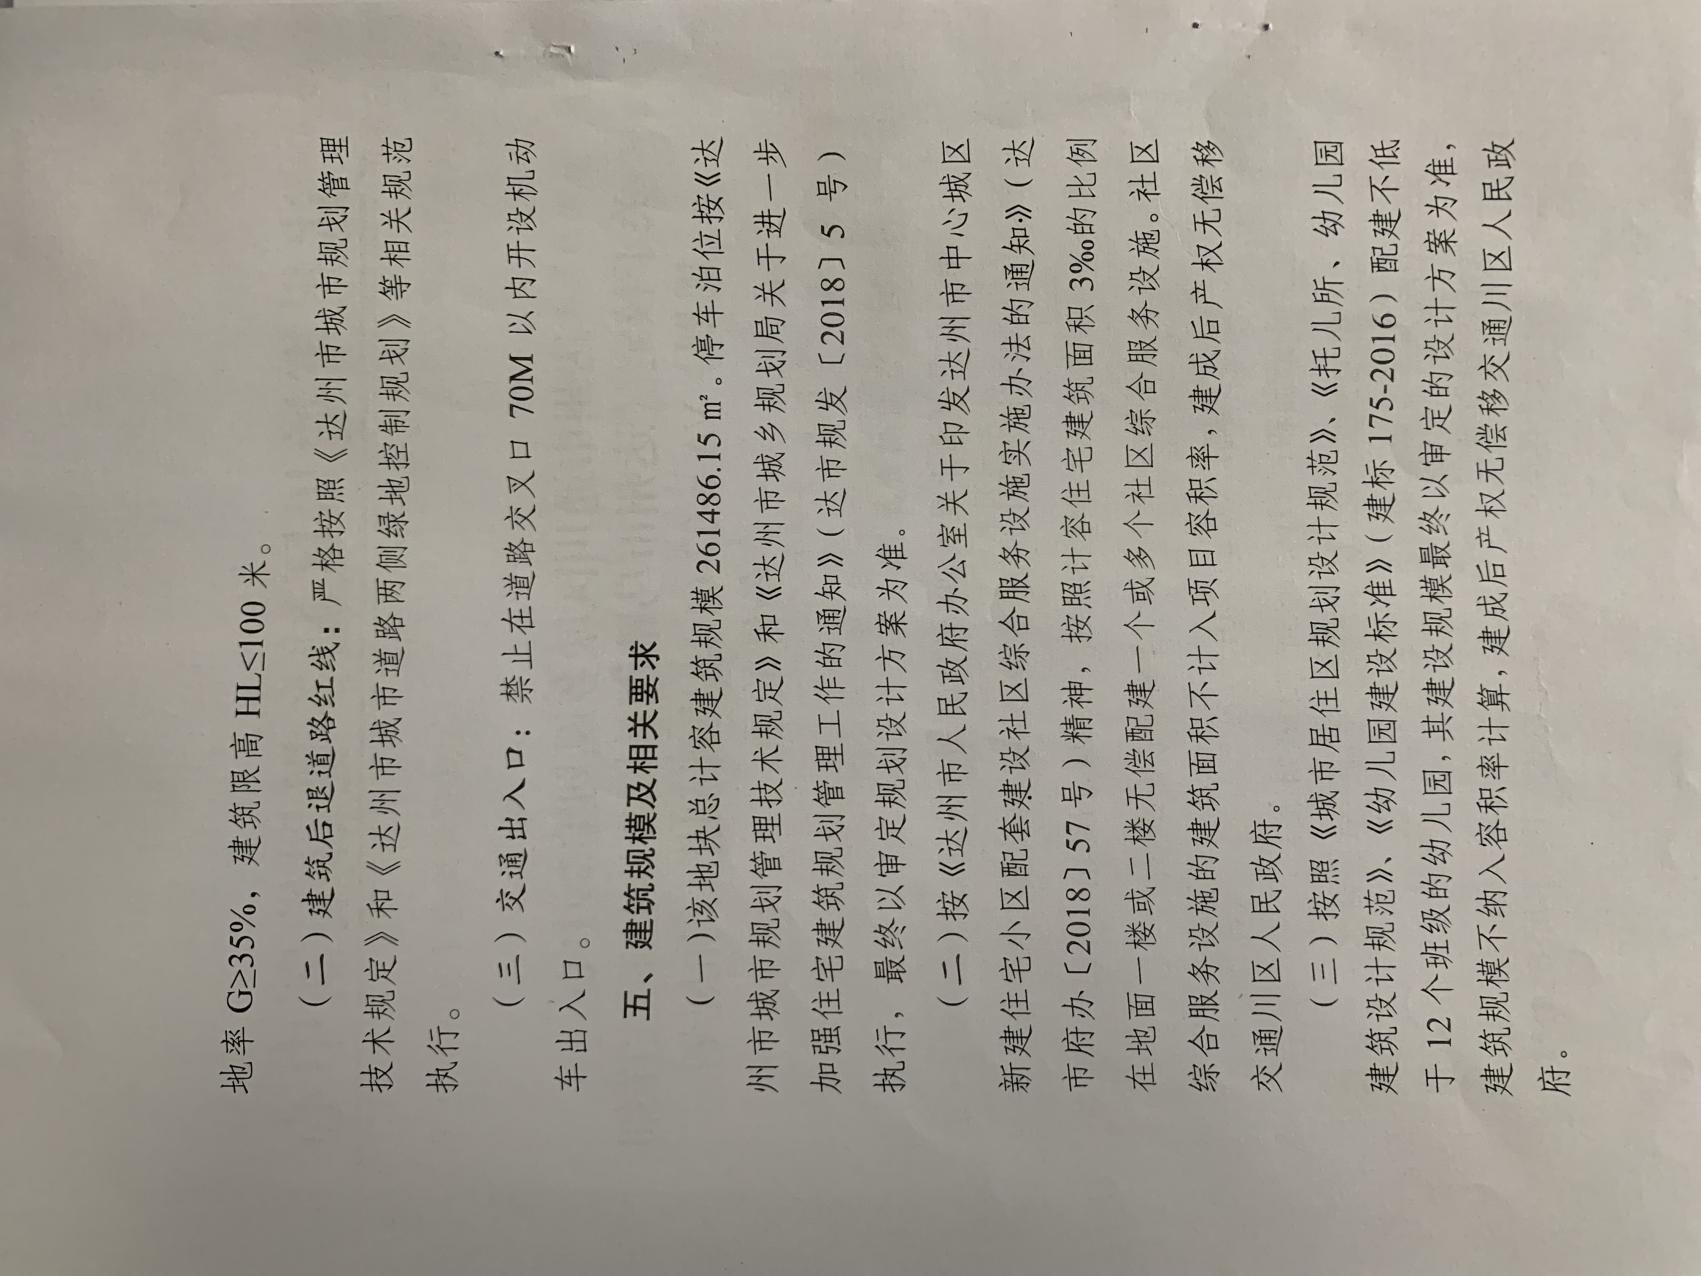 地率 G≥35%，建筑限高 HL≤100 米。
（二）建筑后退道路红线：严格按照《达州市城市规划管理
技术规定》和《达州市城市道路两侧绿地控制规划》等相关规范
执行。
（三）交通出入口：禁止在道路交叉口 70M 以内开设机动
车出入口。
五、建筑规模及相关要求
（一）该地块总计容建筑规模 261486.15 ㎡。停车泊位按《达
州市城市规划管理技术规定》和《达州市城乡规划局关于进一步
加强住宅建筑规划管理工作的通知》（达市规发〔2018〕5 号）
执行，最终以审定规划设计方案为准。
（二）按《达州市人民政府办公室关于印发达州市中心城区
新建住宅小区配套建设社区综合服务设施实施办法的通知》（达
市府办〔2018〕57 号）精神，按照计容住宅建筑面积 3‰的比例
在地面一楼或二楼无偿配建一个或多个社区综合服务设施。社区
综合服务设施的建筑面积不计入项目容积率，建成后产权无偿移
交通川区人民政府。
（三）按照《城市居住区规划设计规范》、《托儿所、幼儿园
建筑设计规范》、《幼儿园建设标准》（建标 175-2016）配建不低
于 12 个班级的幼儿园，其建设规模最终以审定的设计方案为准，
建筑规模不纳入容积率计算，建成后产权无偿移交通川区人民政
府。